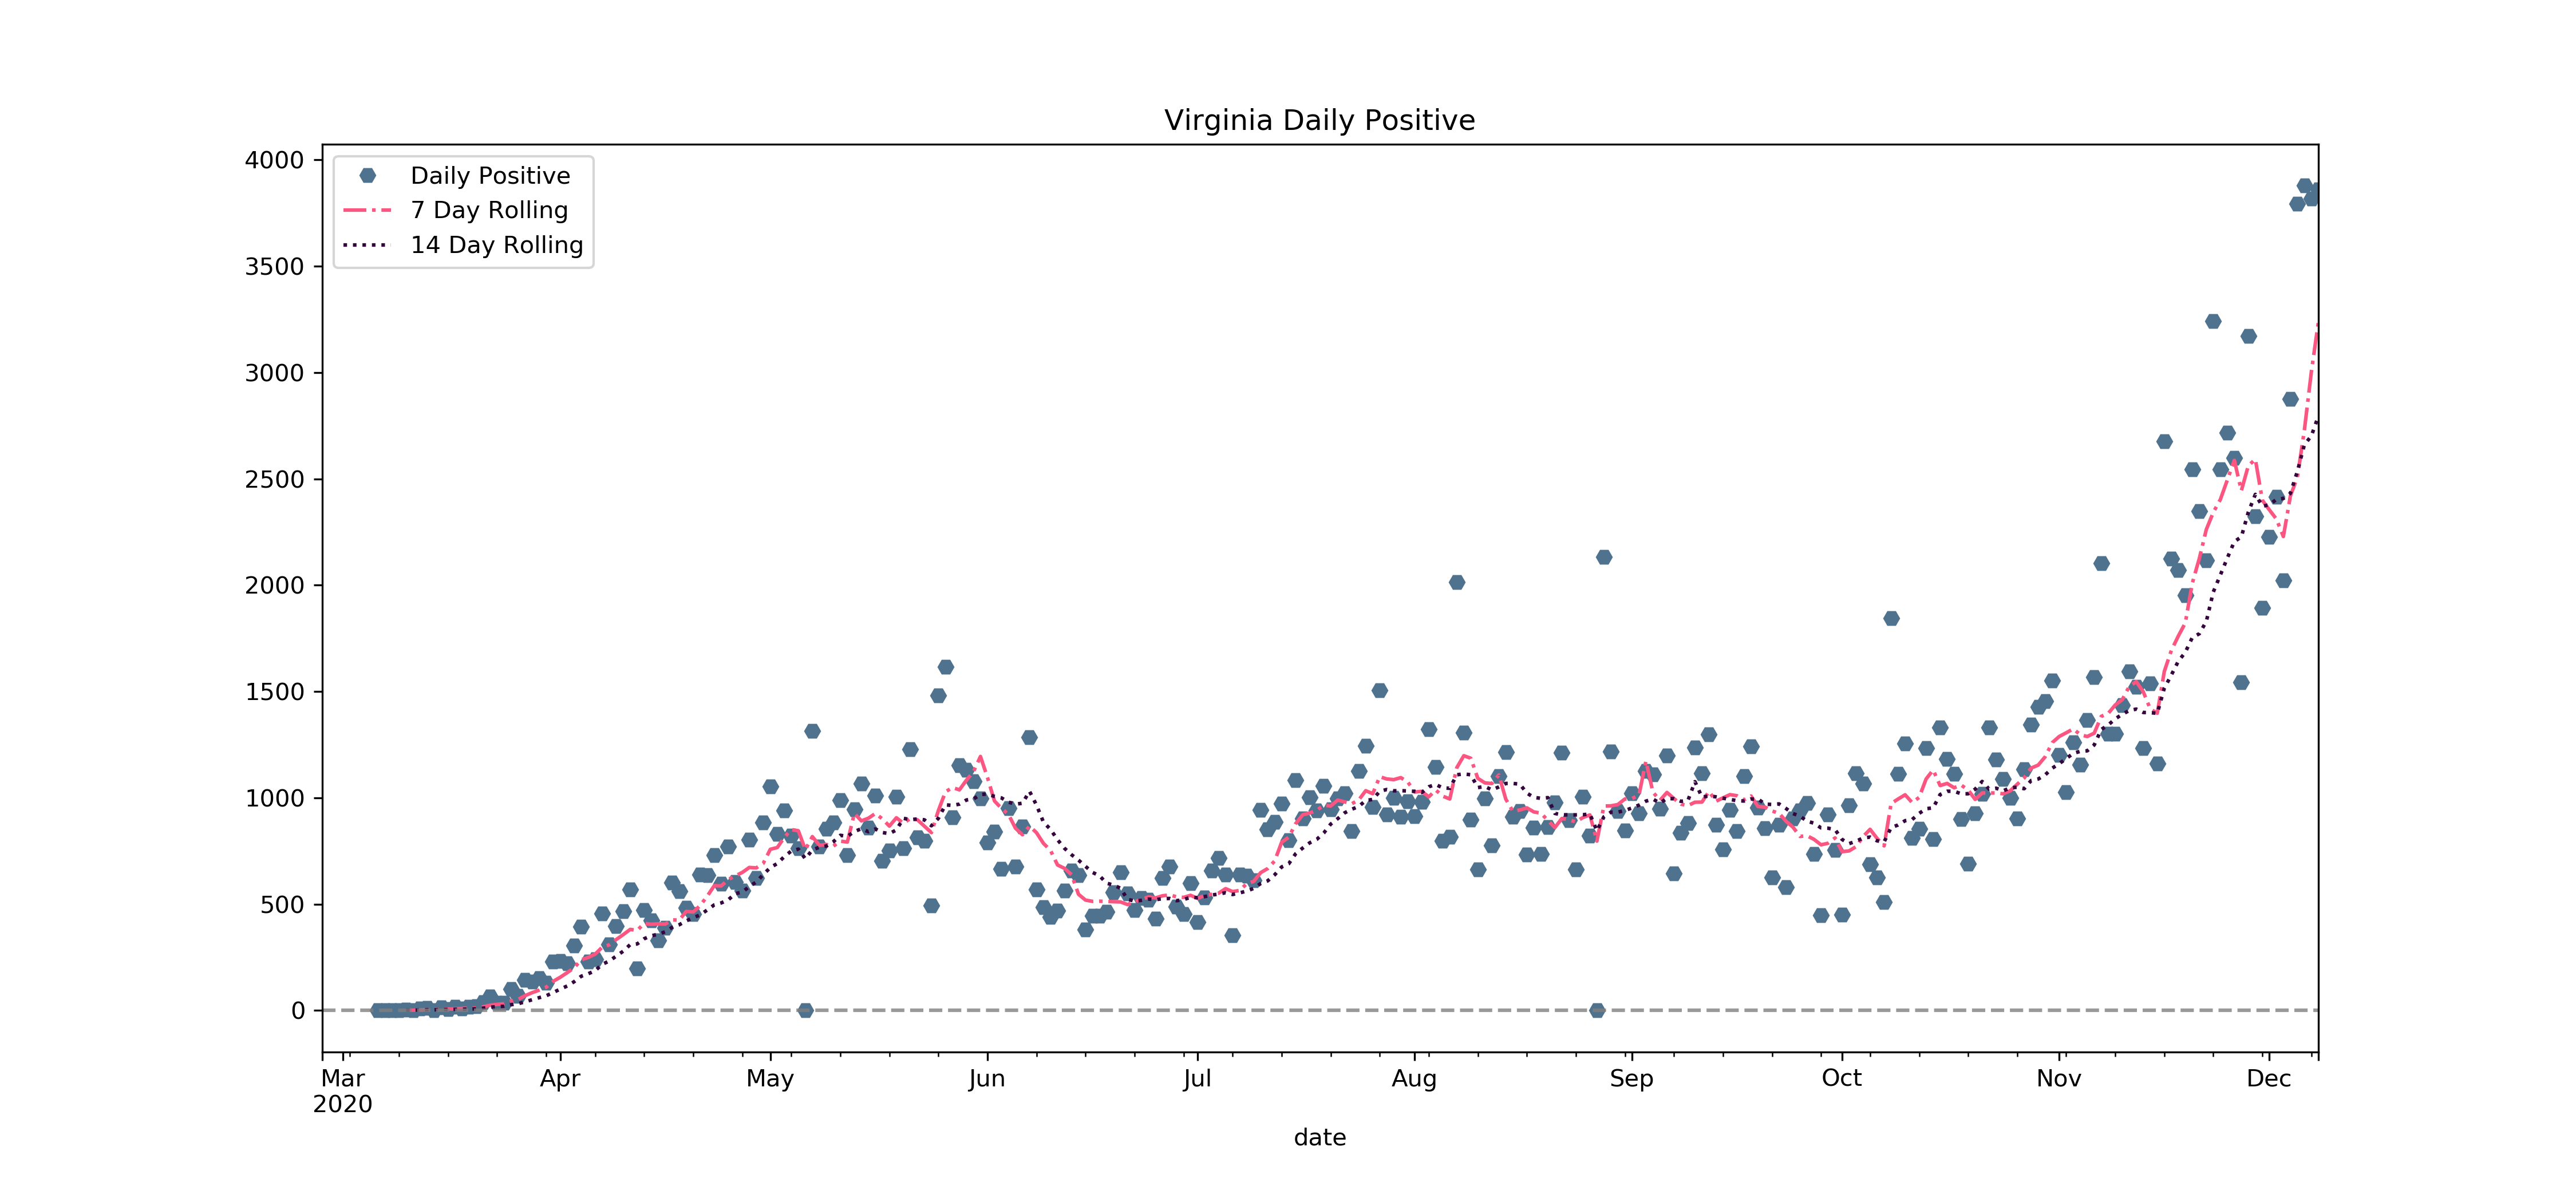 Virginia Daily Positive
4000
3500
3000
2500
2000
1500
1000
500
0
Daily Positive
7 Day Rolling
14 Day Rolling
Mar Apr May Jun Jul Aug Sep Oct Nov Dec
2020
date